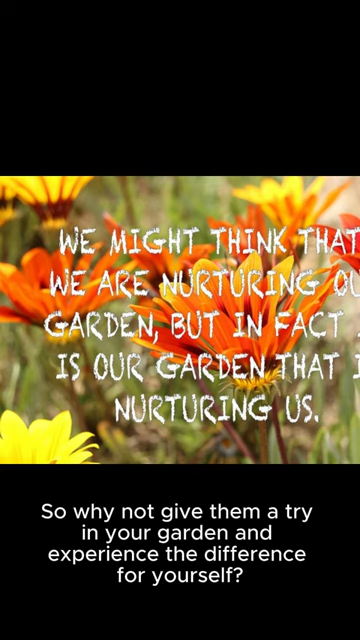 WE MIGHT THINK THAT
WE ARE NURTURING
GARDEN, BUT IN FACT
IS OUR GARDEN THAT
NURTURING US.
So why not give them a try
in your garden and
experience the difference
for yourself?